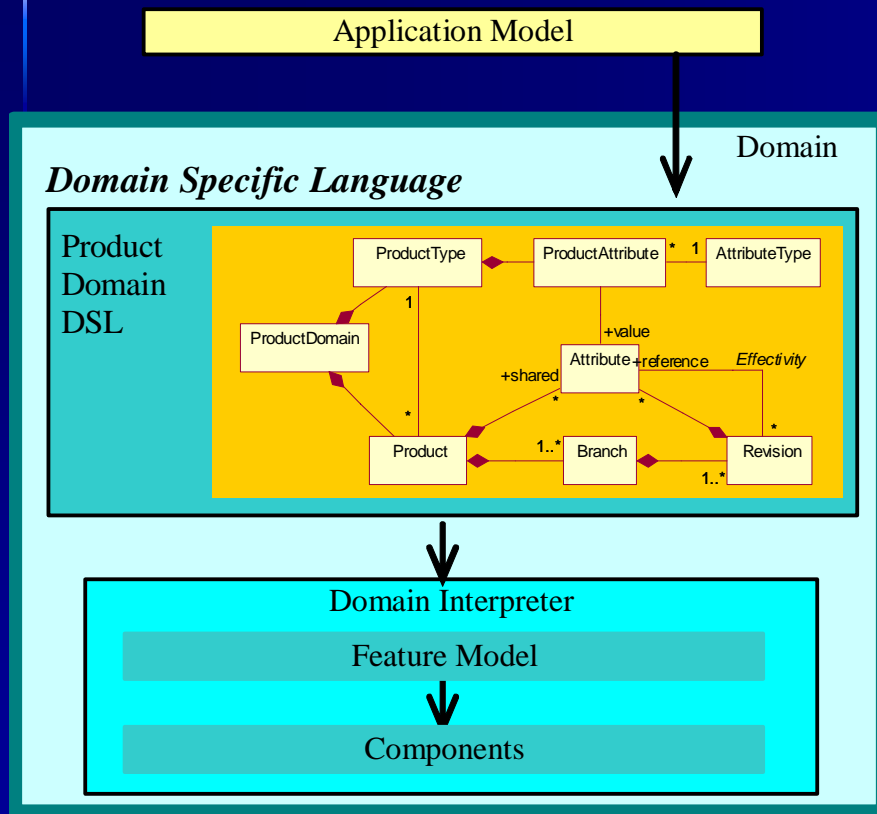 Application Model
Domain
Domain Specific Language
Product
Domain
DSL
ProductType
ProductAttribute
* 1
AttributeType
1
ProductDomain
+value
Attribute
+reference
Effectivity
+shared
*
*
*
*
Product
1..*
Branch
1..*
Revision
Domain Interpreter
Feature Model
Components